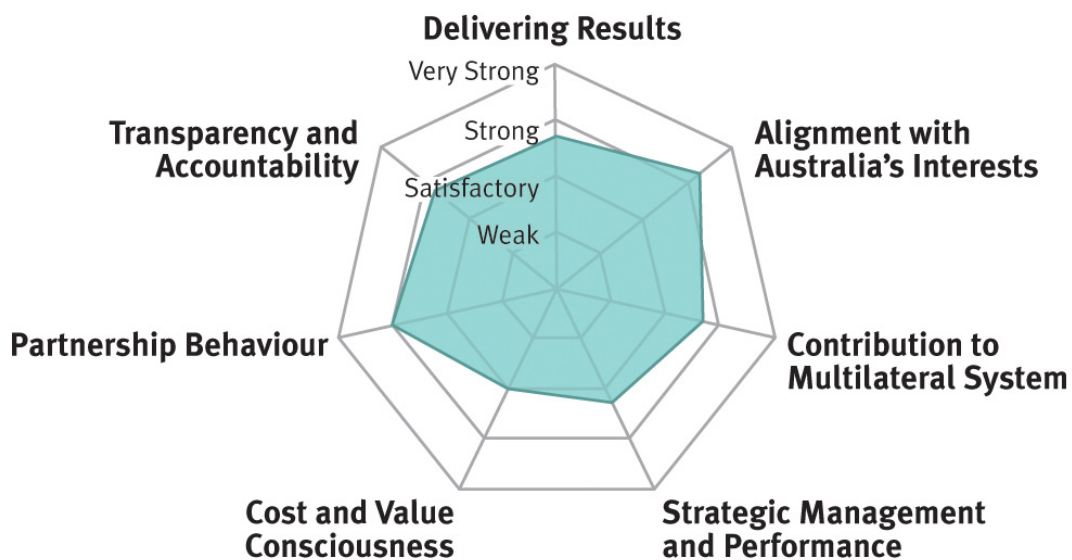 Delivering Results
Very Strong
Strong
Satisfactory
Weak
Transparency and
Accountability
Alignment with
Australia’s Interests
Partnership Behaviour
Contribution to
Multilateral System
Cost and Value
Consciousness
Strategic Management
and Performance